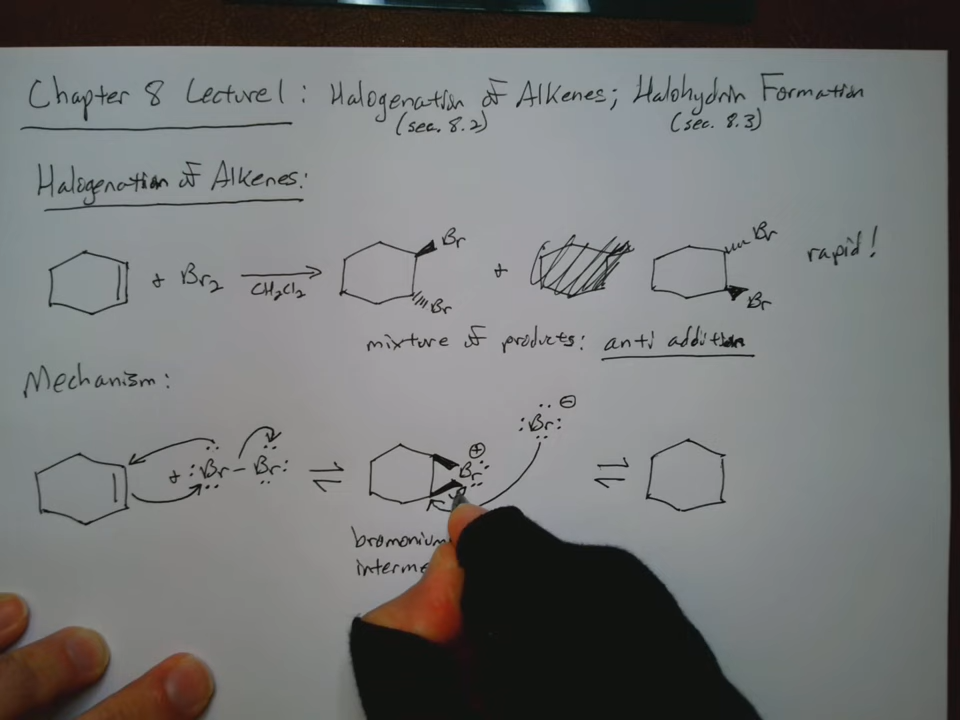 Chapter 8 Lecture 1: Halogenation of Alkenes; Halohydrin Formation
(sec. 8.2) (sec. 8.3)
Halogenation of Alkenes:
+ Br2 CH2Cl2 Br Br + Br Br rapid!
mixture of products: anti addition
Mechanism:
+ :Br-Br: Br ⊕ :Br: ⊖
bromonium